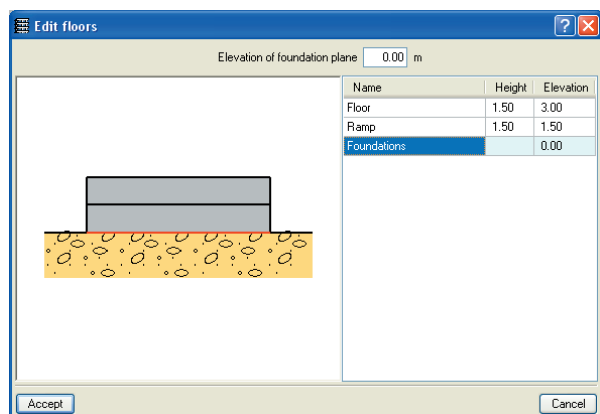 Edit floors
Elevation of foundation plane 0.00 m
Name Height Elevation
Floor 1.50 3.00
Ramp 1.50 1.50
Foundations 0.00
Accept Cancel